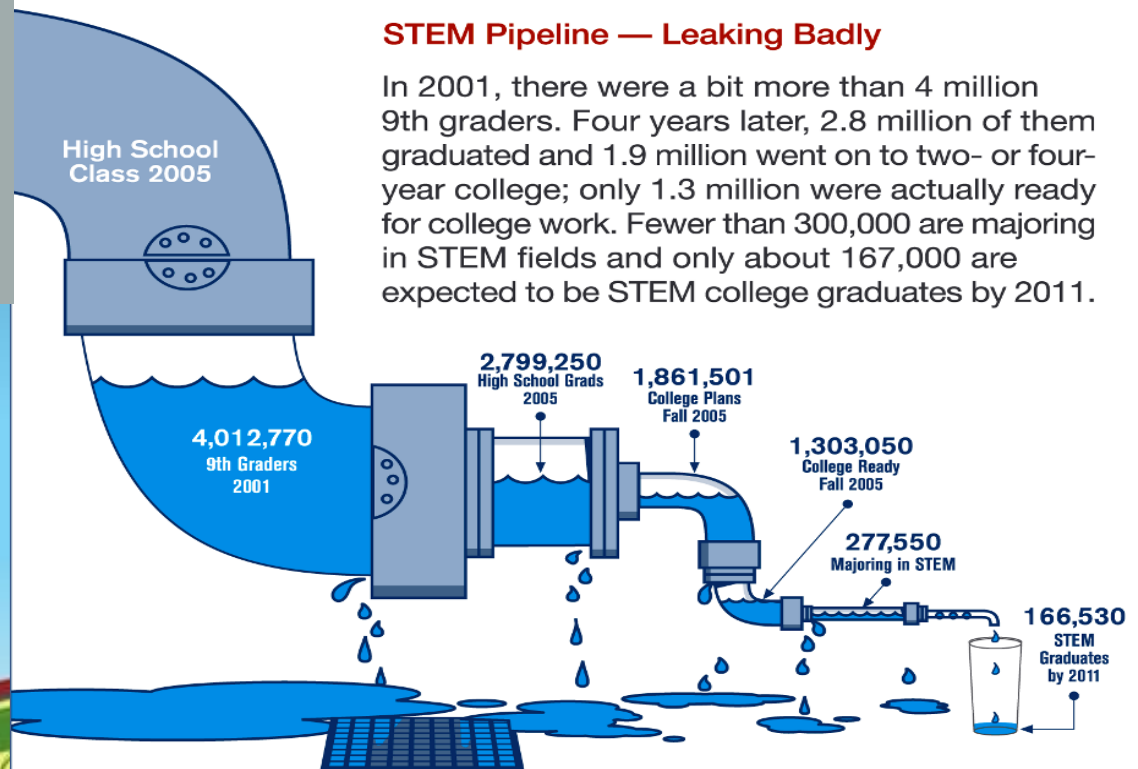 STEM Pipeline — Leaking Badly
In 2001, there were a bit more than 4 million
9th graders. Four years later, 2.8 million of them
graduated and 1.9 million went on to two- or four-
year college; only 1.3 million were actually ready
for college work. Fewer than 300,000 are majoring
in STEM fields and only about 167,000 are
expected to be STEM college graduates by 2011.
High School
Class 2005
4,012,770
9th Graders
2001
2,799,250
High School Grads
2005
1,861,501
College Plans
Fall 2005
1,303,050
College Ready
Fall 2005
277,550
Majoring in STEM
166,530
STEM
Graduates
by 2011